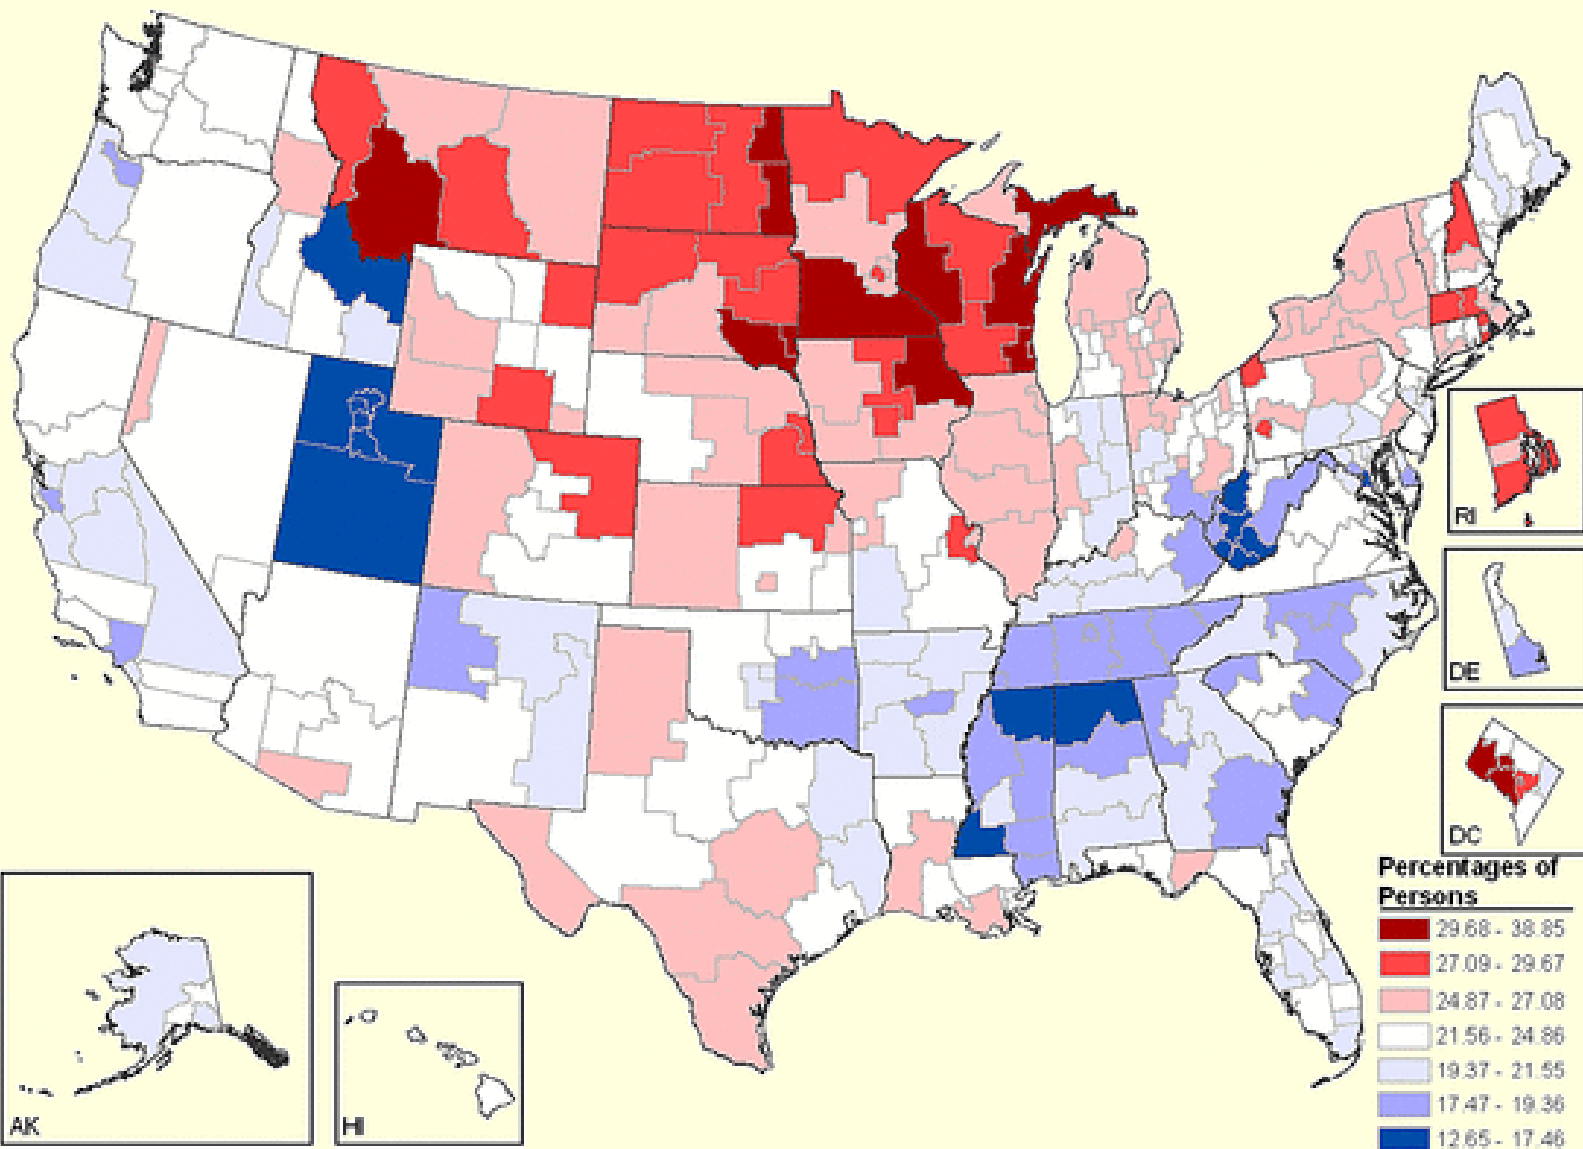 RI
DE
DC
AK
HI
Percentages of
Persons
29.68 - 38.85
27.09 - 29.67
24.87 - 27.08
21.56 - 24.86
19.37 - 21.55
17.47 - 19.36
12.65 - 17.46